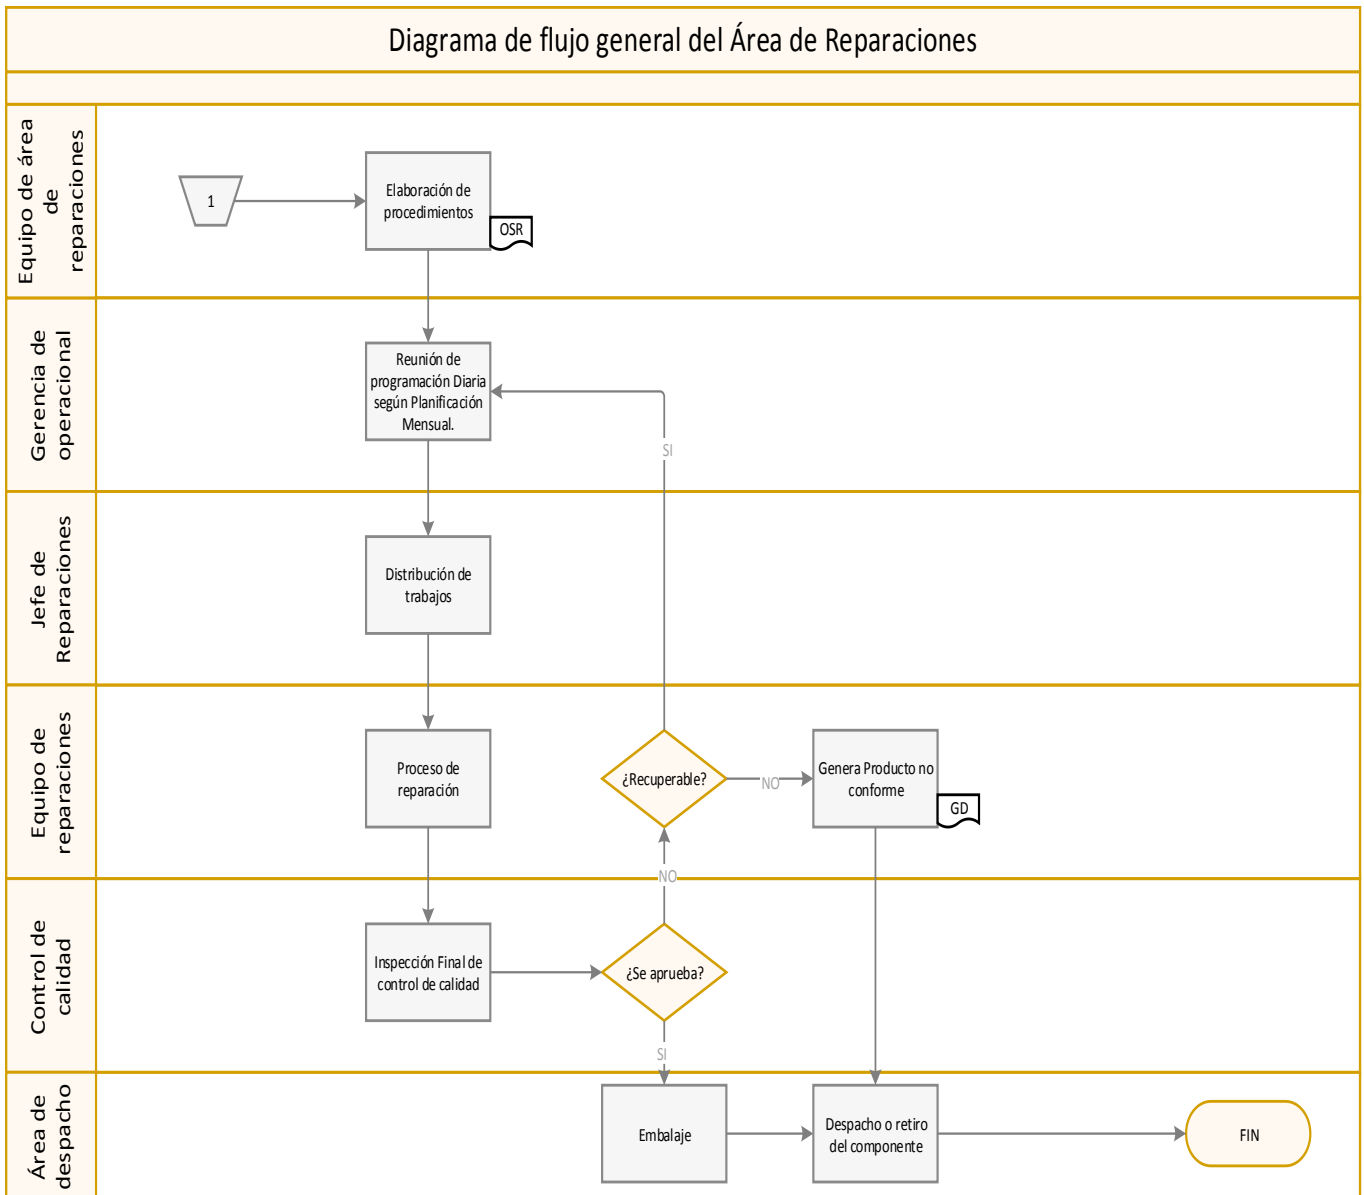 Diagrama de flujo general del Área de Reparaciones
Equipo de área
de
reparaciones
1
Elaboración de
procedimientos
OSR
Gerencia de
operacional
Reunión de
programación Diaria
según Planificación
Mensual.
SI
Jefe de
Reparaciones
Distribución de
trabajos
Equipo de
reparaciones
Proceso de
reparación
¿Recuperable?
NO
Genera Producto no
conforme
GD
NO
Control de
calidad
Inspección Final de
control de calidad
¿Se aprueba?
SI
Área de
despacho
Embalaje
Despacho o retiro
del componente
FIN